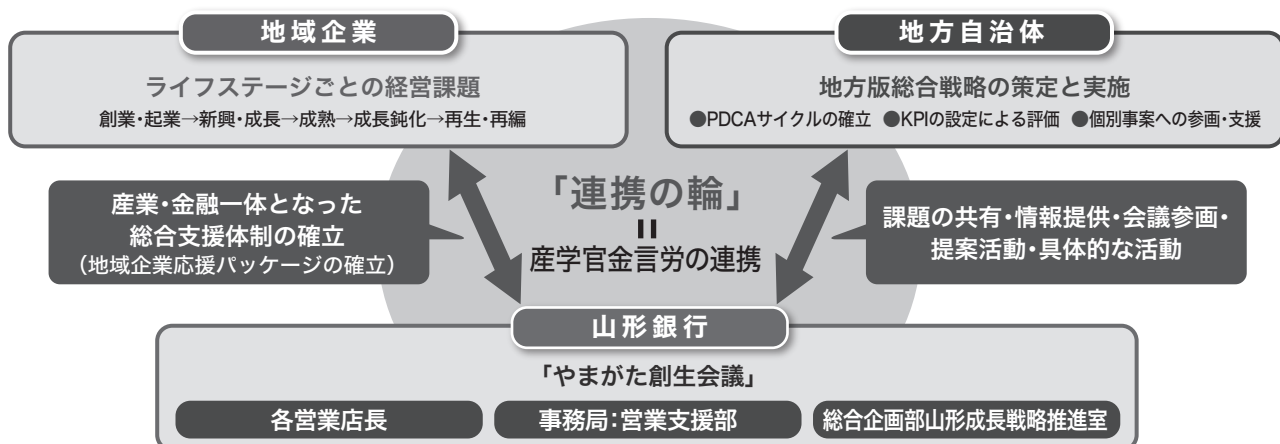 地域企業
ライフステージごとの経営課題
創業・起業→新興・成長→成熟→成長鈍化→再生・再編
地方自治体
地方版総合戦略の策定と実施
●PDCAサイクルの確立 ●KPIの設定による評価 ●個別事案への参画・支援
産業・金融一体となった
総合支援体制の確立
（地域企業応援パッケージの確立）
「連携の輪」
＝
産学官金言労の連携
課題の共有・情報提供・会議参画・
提案活動・具体的な活動
山形銀行
「やまがた創生会議」
各営業店長
事務局：営業支援部
総合企画部山形成長戦略推進室